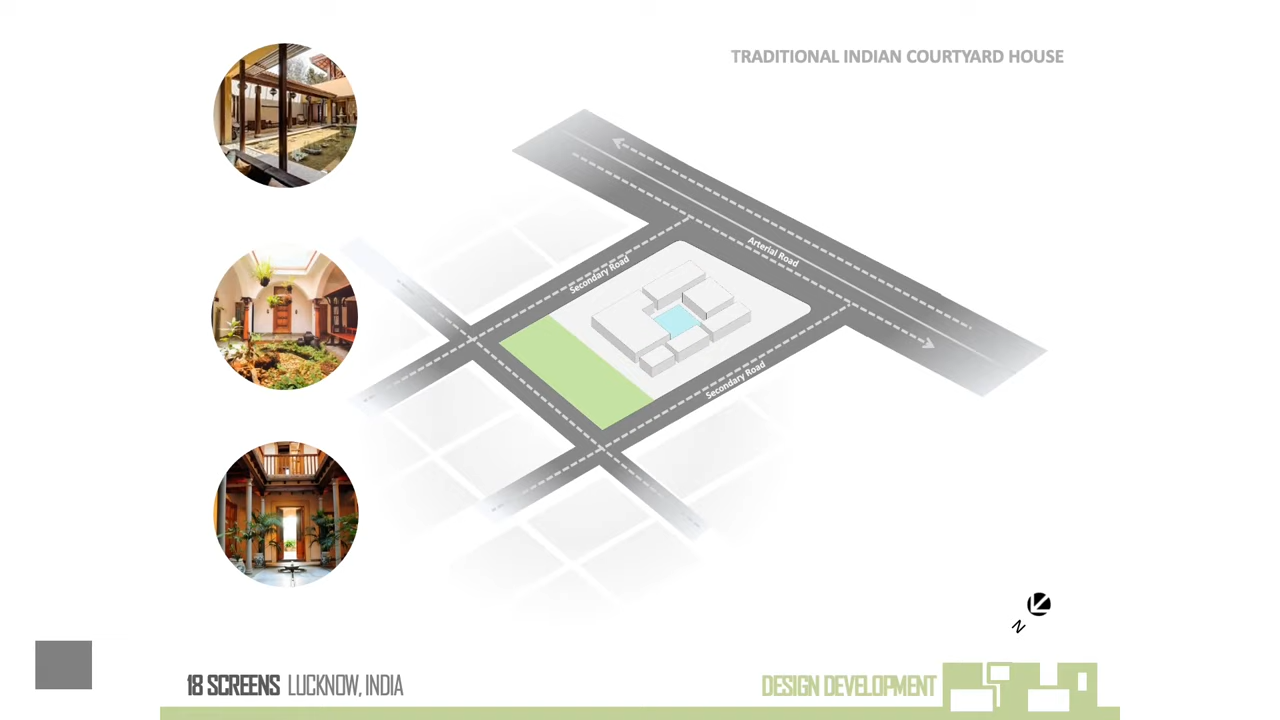 TRADITIONAL INDIAN COURTYARD HOUSE
Arterial Road
Secondary Road
Secondary Road
N
18 SCREENS LUCKNOW, INDIA
DESIGN DEVELOPMENT